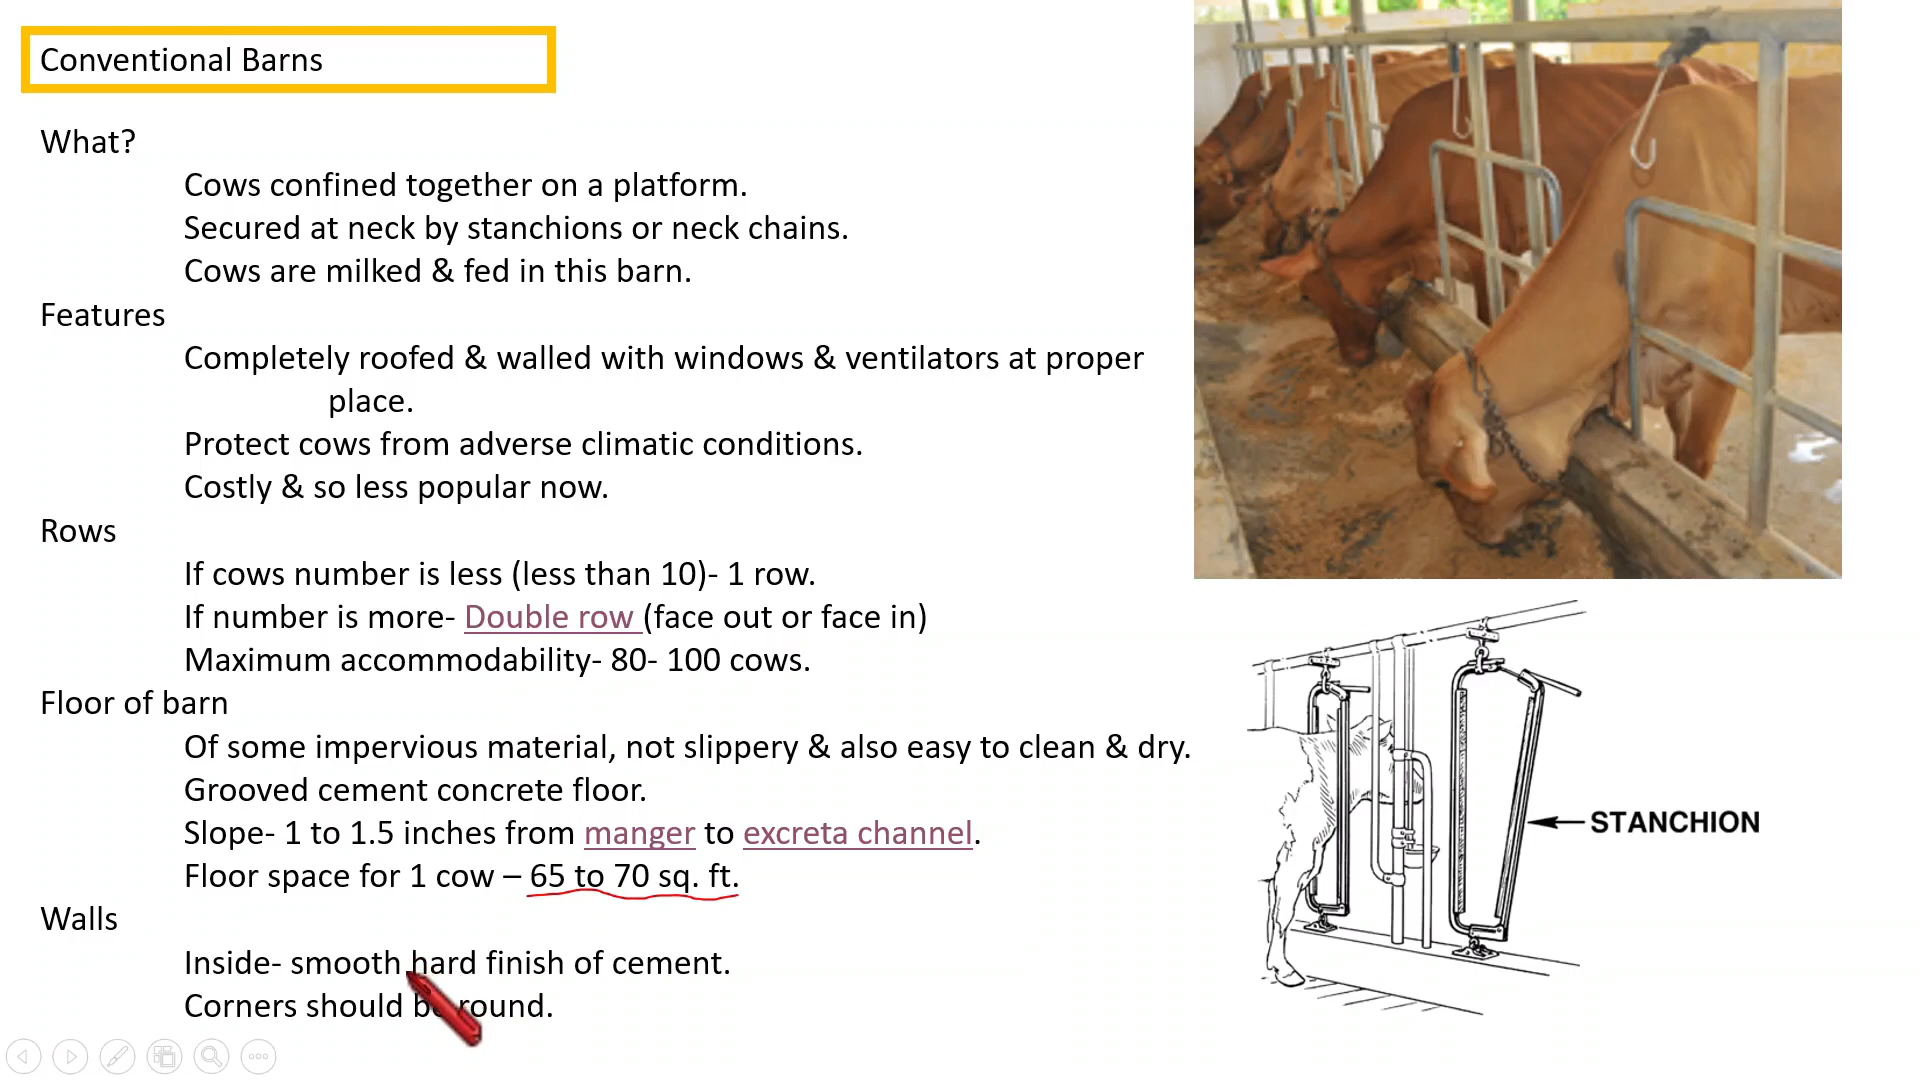 Conventional Barns
What?
Cows confined together on a platform.
Secured at neck by stanchions or neck chains.
Cows are milked & fed in this barn.
Features
Completely roofed & walled with windows & ventilators at proper
place.
Protect cows from adverse climatic conditions.
Costly & so less popular now.
Rows
If cows number is less (less than 10)- 1 row.
If number is more- Double row (face out or face in)
Maximum accommodability- 80- 100 cows.
Floor of barn
Of some impervious material, not slippery & also easy to clean & dry.
Grooved cement concrete floor.
Slope- 1 to 1.5 inches from manger to excreta channel.
Floor space for 1 cow – 65 to 70 sq. ft.
Walls
Inside- smooth hard finish of cement.
Corners should be round.
STANCHION